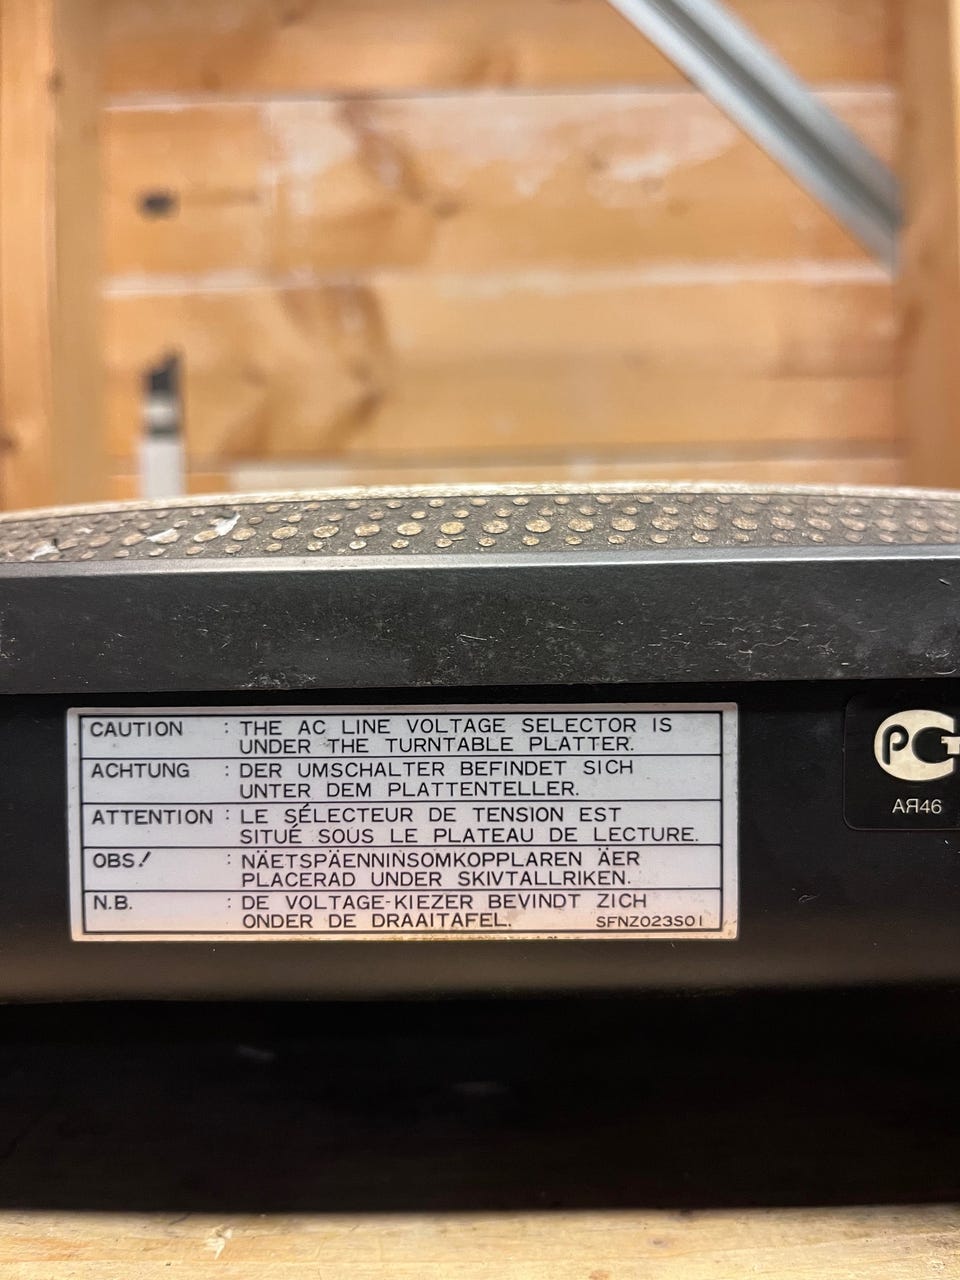 CAUTION : THE AC LINE VOLTAGE SELECTOR IS
UNDER THE TURNTABLE PLATTER.
ACHTUNG : DER UMSCHALTER BEFINDET SICH
UNTER DEM PLATTENTELLER.
ATTENTION : LE SÉLECTEUR DE TENSION EST
SITUÉ SOUS LE PLATEAU DE LECTURE.
OBS! : NÄETSPÄENNINSOMKOPPLAREN ÄER
PLACERAD UNDER SKIVTALLRIKEN.
N.B. : DE VOLTAGE-KIEZER BEVINDT ZICH
ONDER DE DRAAITAFEL. SFNZ023S01
РСТ
АЯ46